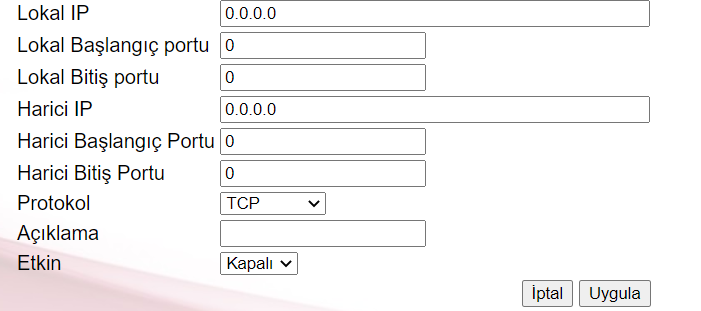 Lokal IP 0.0.0.0
Lokal Başlangıç portu 0
Lokal Bitiş portu 0
Harici IP 0.0.0.0
Harici Başlangıç Portu 0
Harici Bitiş Portu 0
Protokol TCP
Açıklama
Etkin Kapalı
İptal Uygula